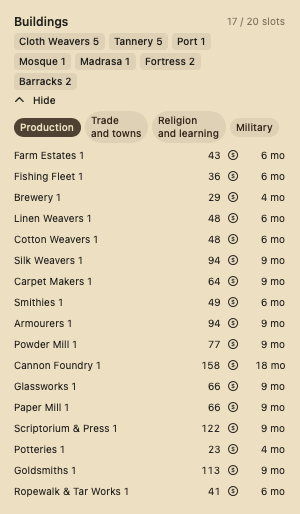 Buildings 17 / 20 slots
Cloth Weavers 5 Tannery 5 Port 1
Mosque 1 Madrasa 1 Fortress 2
Barracks 2
Hide
Production
Trade
and towns
Religion
and learning
Military
Farm Estates 1 43 $ 6 mo
Fishing Fleet 1 36 $ 6 mo
Brewery 1 29 $ 4 mo
Linen Weavers 1 48 $ 6 mo
Cotton Weavers 1 48 $ 6 mo
Silk Weavers 1 94 $ 9 mo
Carpet Makers 1 64 $ 9 mo
Smithies 1 49 $ 6 mo
Armourers 1 94 $ 9 mo
Powder Mill 1 77 $ 9 mo
Cannon Foundry 1 158 $ 18 mo
Glassworks 1 66 $ 9 mo
Paper Mill 1 66 $ 9 mo
Scriptorium & Press 1 122 $ 9 mo
Potteries 1 23 $ 4 mo
Goldsmiths 1 113 $ 9 mo
Ropewalk & Tar Works 1 41 $ 6 mo